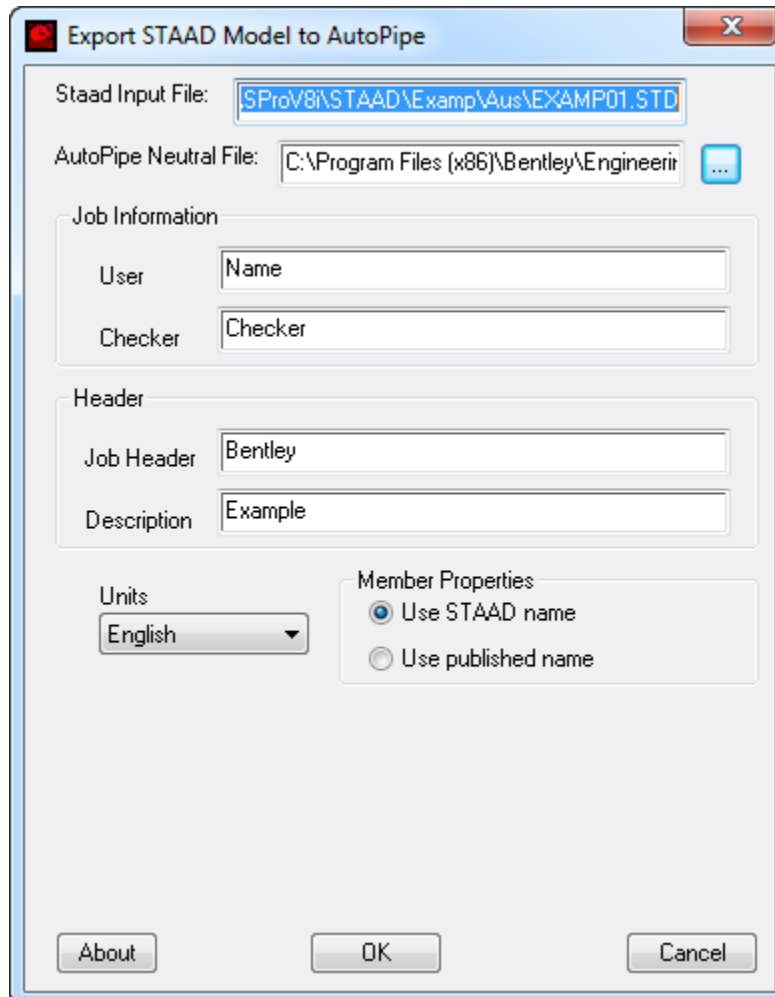 Export STAAD Model to AutoPipe
Staad Input File: SProV8i\STAAD\Examp\Aus\EXAMP01.STD
AutoPipe Neutral File: C:\Program Files (x86)\Bentley\Engineerin ...
Job Information
User Name
Checker Checker
Header
Job Header Bentley
Description Example
Units
English
Member Properties
Use STAAD name
Use published name
About OK Cancel